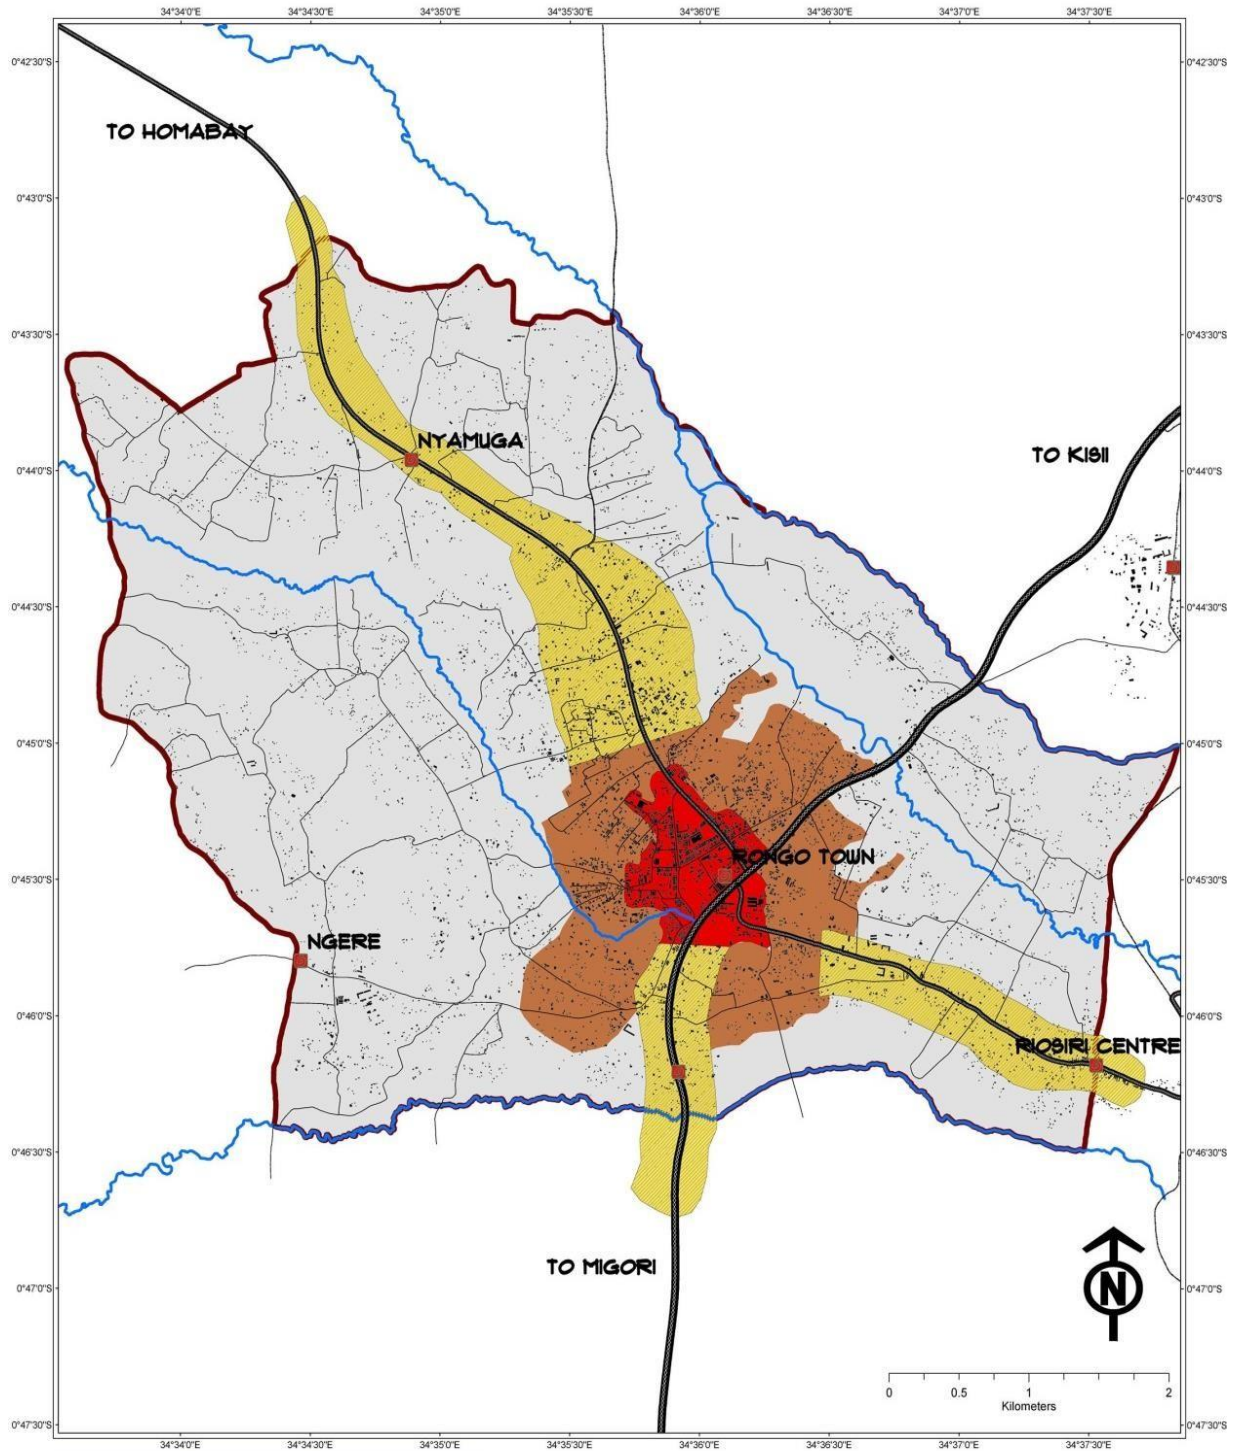 34°34'0"E 34°34'30"E 34°35'0"E 34°35'30"E 34°36'0"E 34°36'30"E 34°37'0"E 34°37'30"E
0°42'30"S 0°42'30"S
TO HOMABAY
0°43'0"S 0°43'0"S
0°43'30"S 0°43'30"S
NYAMUGA
TO KISII
0°44'0"S 0°44'0"S
0°44'30"S 0°44'30"S
0°45'0"S 0°45'0"S
RONGO TOWN
0°45'30"S 0°45'30"S
NGERE
0°46'0"S 0°46'0"S
RIOSIRI CENTRE
0°46'30"S 0°46'30"S
TO MIGORI
0°47'0"S 0°47'0"S
N
0 0.5 1 2
Kilometers
0°47'30"S 0°47'30"S
34°34'0"E 34°34'30"E 34°35'0"E 34°35'30"E 34°36'0"E 34°36'30"E 34°37'0"E 34°37'30"E